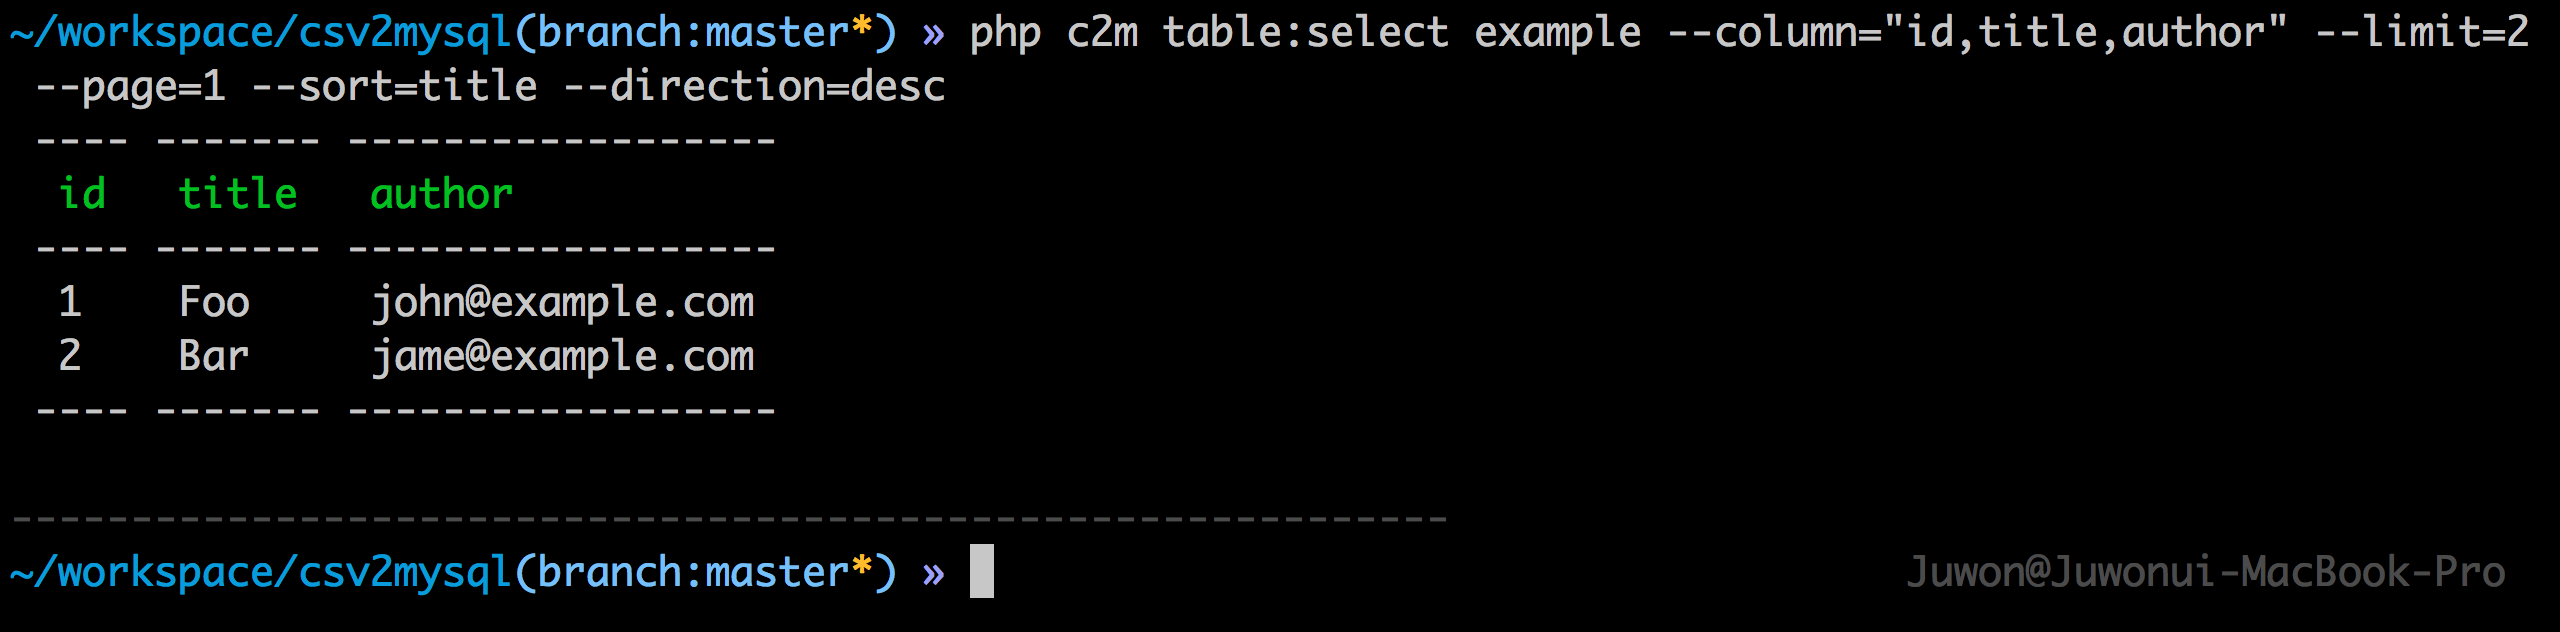 ~/workspace/csv2mysql(branch:master*) » php c2m table:select example --column="id,title,author" --limit=2
--page=1 --sort=title --direction=desc
---- ------- ------------------
id title author
---- ------- ------------------
1 Foo john@example.com
2 Bar jame@example.com
---- ------- ------------------
------------------------------------------------------------
~/workspace/csv2mysql(branch:master*) » Juwon@Juwonui-MacBook-Pro